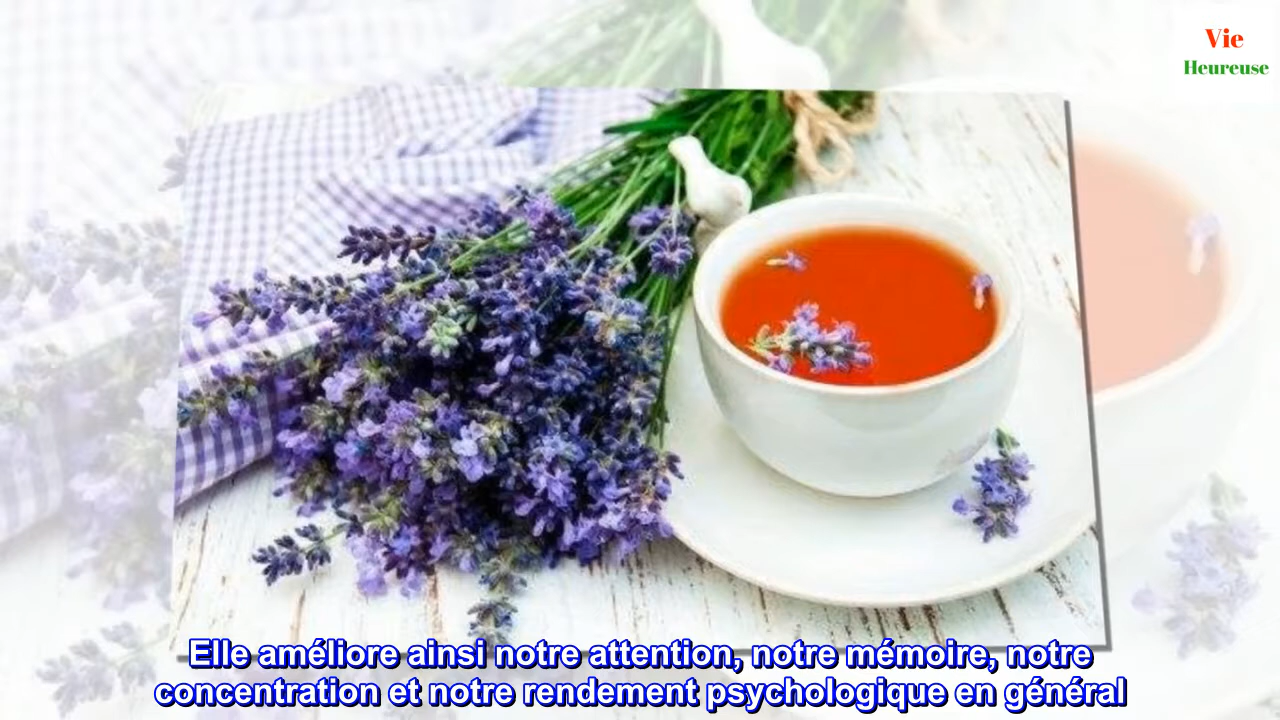 Vie
Heureuse
Elle améliore ainsi notre attention, notre mémoire, notre
concentration et notre rendement psychologique en général